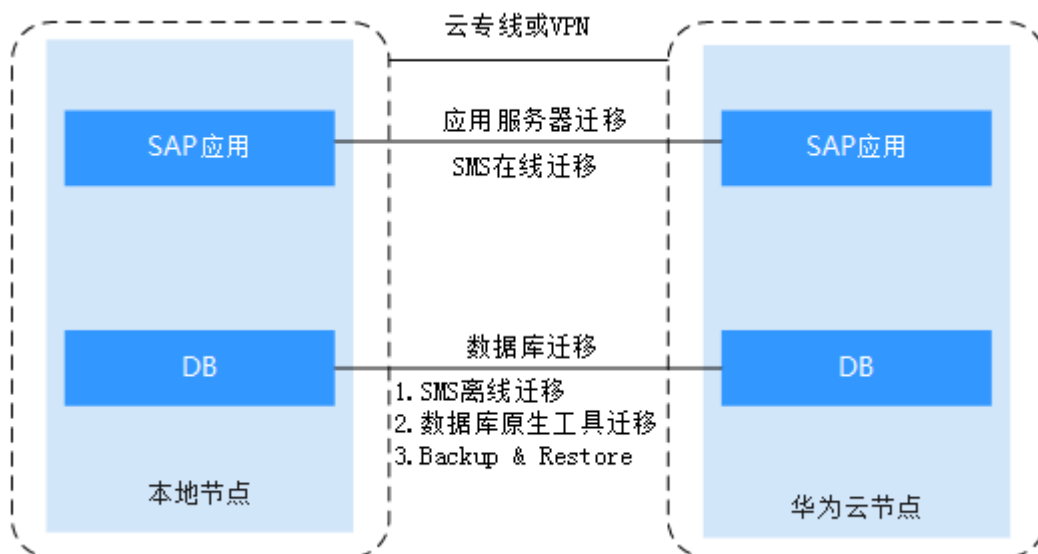 云专线或VPN
SAP应用
应用服务器迁移
SMS在线迁移
SAP应用
DB
数据库迁移
1.SMS离线迁移
2.数据库原生工具迁移
3.Backup & Restore
DB
本地节点
华为云节点